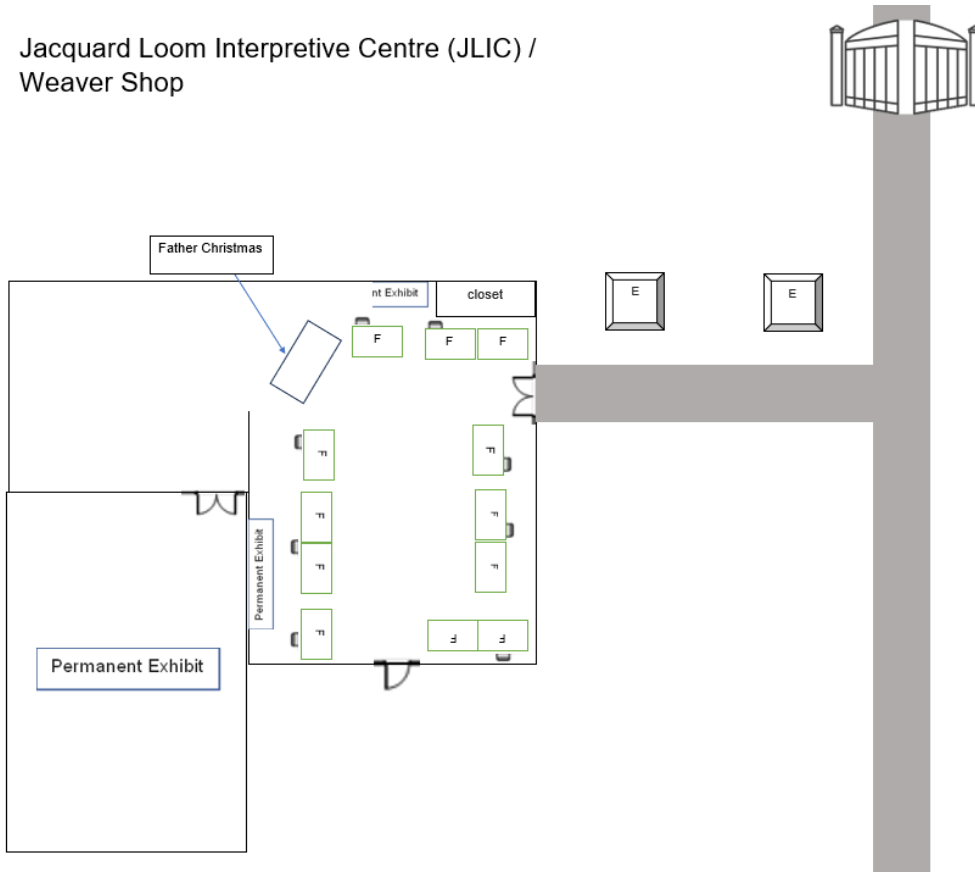 Jacquard Loom Interpretive Centre (JLIC) /
Weaver Shop
Father Christmas
nt Exhibit
closet
E
E
F
F
F
F
F
F
F
F
F
F
F
F
Permanent Exhibit
Permanent Exhibit